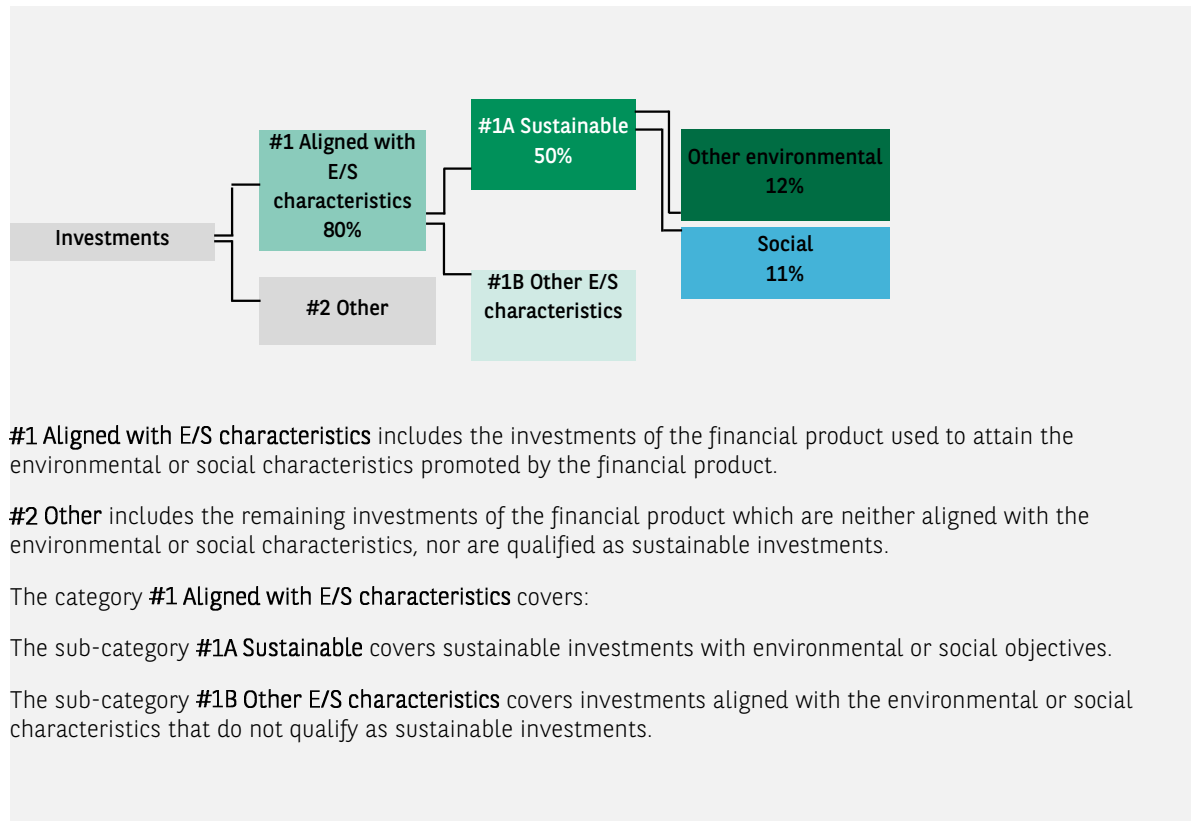 #1A Sustainable
50%
#1 Aligned with
E/S
characteristics
80%
Other environmental
12%
Investments
Social
11%
#1B Other E/S
characteristics
#2 Other
#1 Aligned with E/S characteristics includes the investments of the financial product used to attain the
environmental or social characteristics promoted by the financial product.
#2 Other includes the remaining investments of the financial product which are neither aligned with the
environmental or social characteristics, nor are qualified as sustainable investments.
The category #1 Aligned with E/S characteristics covers:
The sub-category #1A Sustainable covers sustainable investments with environmental or social objectives.
The sub-category #1B Other E/S characteristics covers investments aligned with the environmental or social
characteristics that do not qualify as sustainable investments.